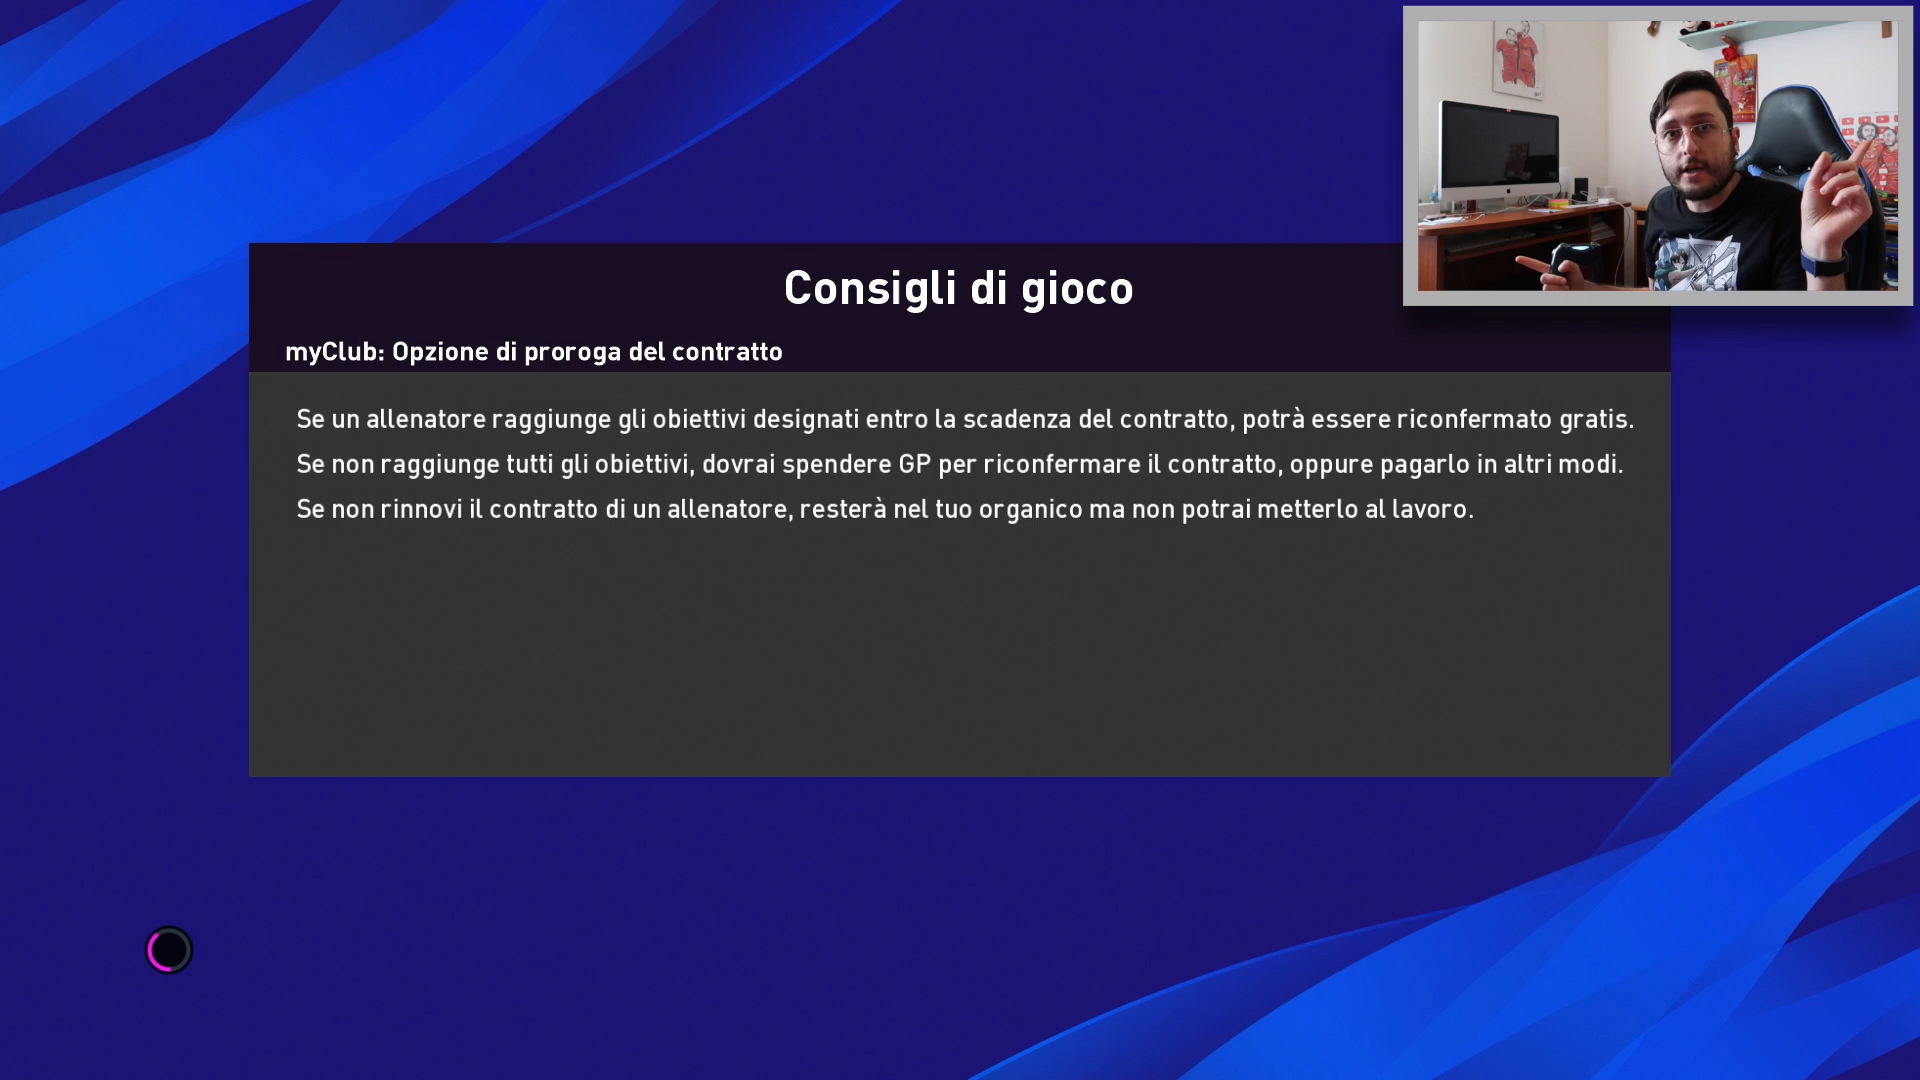 Consigli di gioco
myClub: Opzione di proroga del contratto
Se un allenatore raggiunge gli obiettivi designati entro la scadenza del contratto, potrà essere riconfermato gratis.
Se non raggiunge tutti gli obiettivi, dovrai spendere GP per riconfermare il contratto, oppure pagarlo in altri modi.
Se non rinnovi il contratto di un allenatore, resterà nel tuo organico ma non potrai metterlo al lavoro.